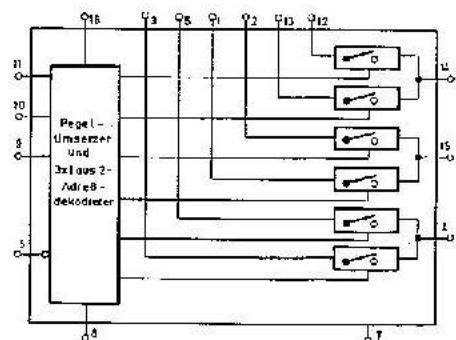 16 3 5 1 2 13 12
11
14
10
Pegel -
Umsetzer
und
3x1 aus 2-
Adreß -
dekodierer
9
15
6
4
8 7